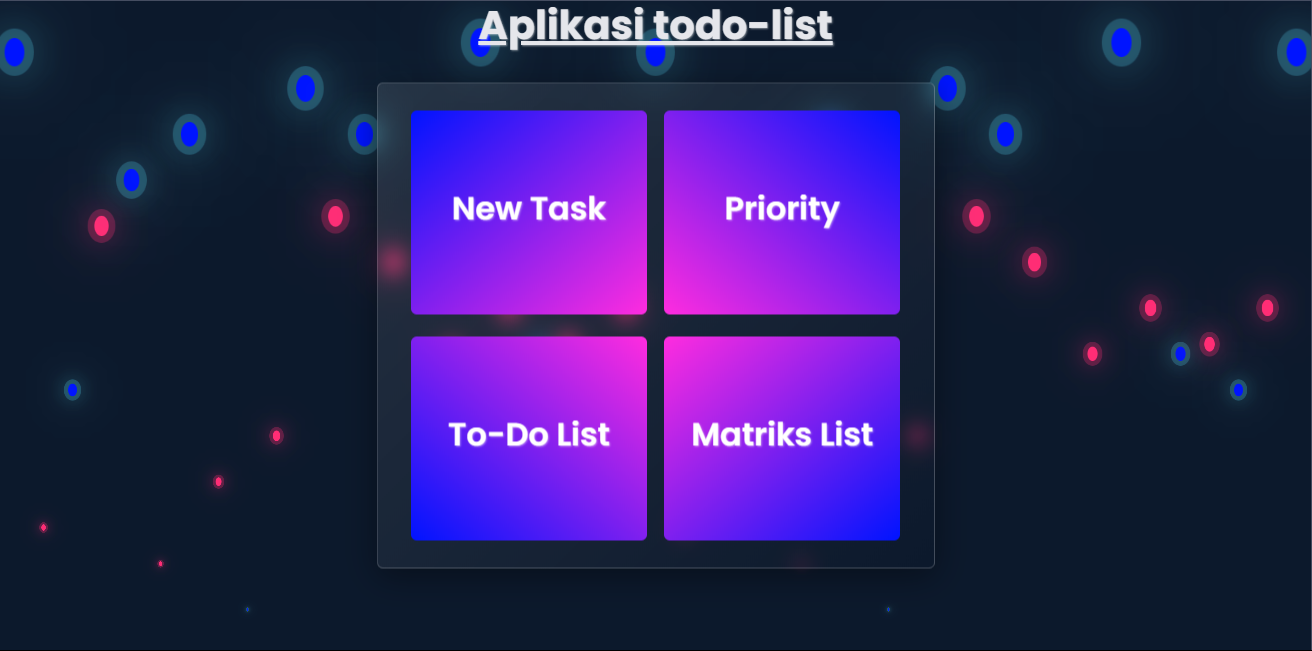 Aplikasi todo-list
New Task
Priority
To-Do List
Matriks List